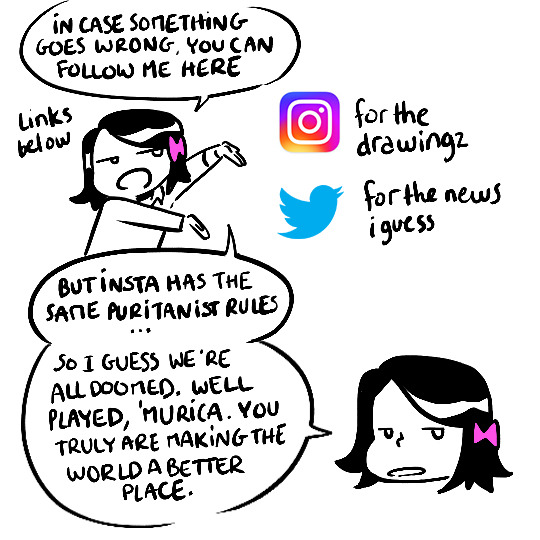 IN CASE SOMETHING
GOES WRONG, YOU CAN
FOLLOW ME HERE
Links
below
for the
drawingz
for the news
i guess
BUT INSTA HAS THE
SAME PURITANIST RULES
...
SO I GUESS WE'RE
ALL DOOMED. WELL
PLAYED, 'MURICA. YOU
TRULY ARE MAKING THE
WORLD A BETTER
PLACE.